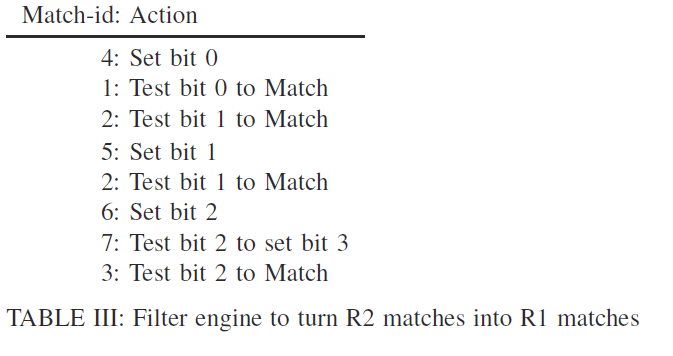 Match-id: Action
4: Set bit 0
1: Test bit 0 to Match
2: Test bit 1 to Match
5: Set bit 1
2: Test bit 1 to Match
6: Set bit 2
7: Test bit 2 to set bit 3
3: Test bit 2 to Match
TABLE III: Filter engine to turn R2 matches into R1 matches